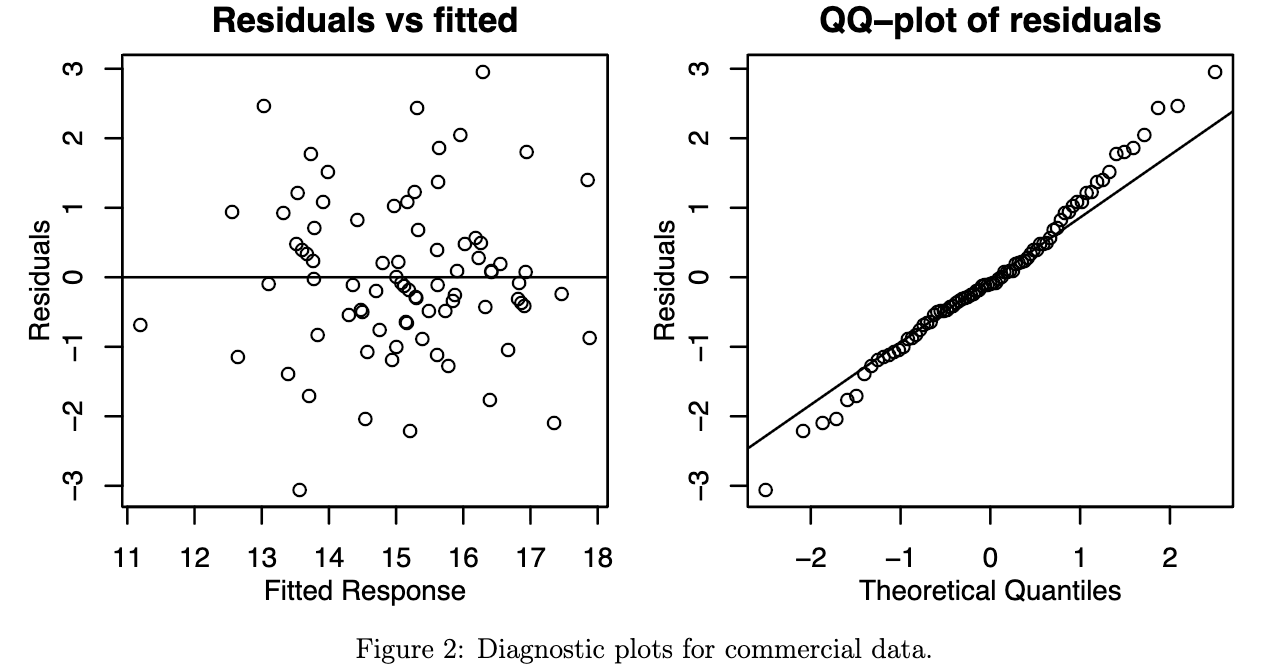 Residuals vs fitted
Residuals
3
2
1
0
−1
−2
−3
11 12 13 14 15 16 17 18
Fitted Response
QQ−plot of residuals
Residuals
3
2
1
0
−1
−2
−3
−2 −1 0 1 2
Theoretical Quantiles
Figure 2: Diagnostic plots for commercial data.